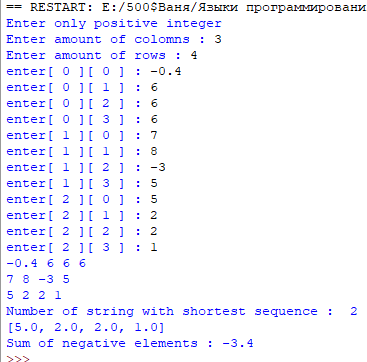 == RESTART: E:/500$Ваня/Языки программировани
Enter only positive integer
Enter amount of colomns : 3
Enter amount of rows : 4
enter[ 0 ][ 0 ] : -0.4
enter[ 0 ][ 1 ] : 6
enter[ 0 ][ 2 ] : 6
enter[ 0 ][ 3 ] : 6
enter[ 1 ][ 0 ] : 7
enter[ 1 ][ 1 ] : 8
enter[ 1 ][ 2 ] : -3
enter[ 1 ][ 3 ] : 5
enter[ 2 ][ 0 ] : 5
enter[ 2 ][ 1 ] : 2
enter[ 2 ][ 2 ] : 2
enter[ 2 ][ 3 ] : 1
-0.4 6 6 6
7 8 -3 5
5 2 2 1
Number of string with shortest sequence :  2
[5.0, 2.0, 2.0, 1.0]
Sum of negative elements : -3.4
>>>